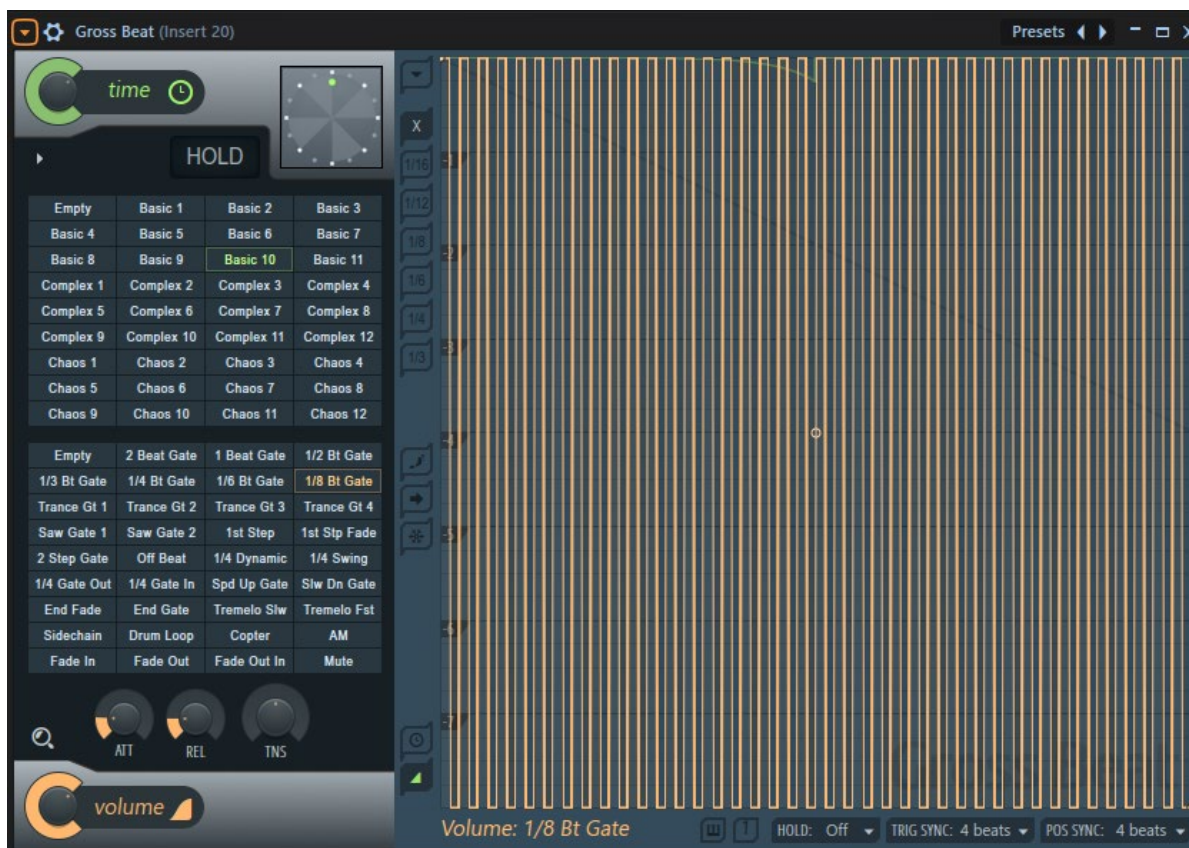 Gross Beat (Insert 20) Presets
time
HOLD
Empty Basic 1 Basic 2 Basic 3
Basic 4 Basic 5 Basic 6 Basic 7
Basic 8 Basic 9 Basic 10 Basic 11
Complex 1 Complex 2 Complex 3 Complex 4
Complex 5 Complex 6 Complex 7 Complex 8
Complex 9 Complex 10 Complex 11 Complex 12
Chaos 1 Chaos 2 Chaos 3 Chaos 4
Chaos 5 Chaos 6 Chaos 7 Chaos 8
Chaos 9 Chaos 10 Chaos 11 Chaos 12
Empty 2 Beat Gate 1 Beat Gate 1/2 Bt Gate
1/3 Bt Gate 1/4 Bt Gate 1/6 Bt Gate 1/8 Bt Gate
Trance Gt 1 Trance Gt 2 Trance Gt 3 Trance Gt 4
Saw Gate 1 Saw Gate 2 1st Step 1st Stp Fade
2 Step Gate Off Beat 1/4 Dynamic 1/4 Swing
1/4 Gate Out 1/4 Gate In Spd Up Gate Slw Dn Gate
End Fade End Gate Tremelo Slw Tremelo Fst
Sidechain Drum Loop Copter AM
Fade In Fade Out Fade Out In Mute
ATT REL TNS
volume
X
1/16
1/12
1/8
1/6
1/4
1/3
-1
-2
-3
-4
-5
-6
-7
Volume: 1/8 Bt Gate HOLD: Off TRIG SYNC: 4 beats POS SYNC: 4 beats